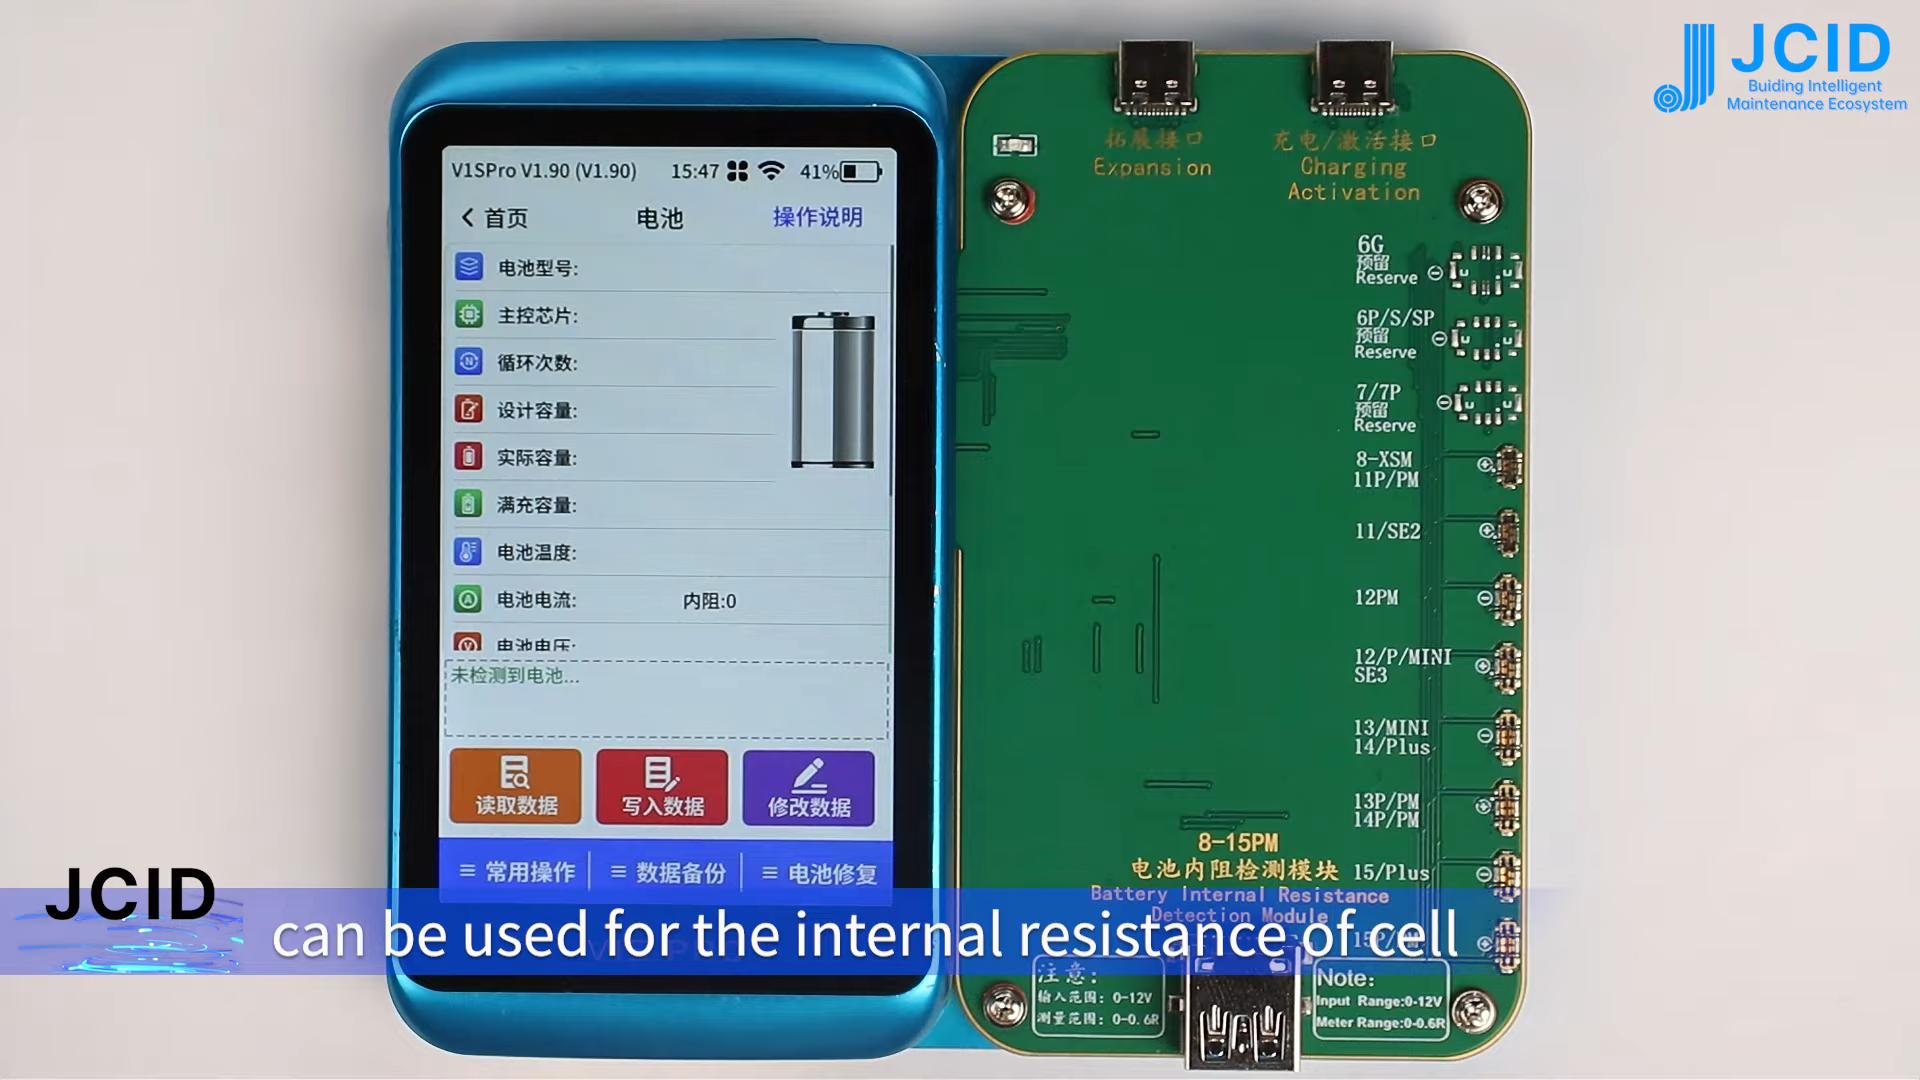 JCID
Buiding Intelligent
Maintenance Ecosystem
V1SPro V1.90 (V1.90) 15:47 41%
首页 电池 操作说明
电池型号:
主控芯片:
循环次数:
设计容量:
实际容量:
满充容量:
电池温度:
电池电流: 内阻:0
电池电压:
未检测到电池...
读取数据 写入数据 修改数据
常用操作 数据备份 电池修复
拓展接口
Expansion
充电/激活接口
Charging
Activation
6G
预留
Reserve
6P/S/SP
预留
Reserve
7/7P
预留
Reserve
8-XSM
11P/PM
11/SE2
12PM
12/P/MINI
SE3
13/MINI
14/Plus
13P/PM
14P/PM
15/Plus
8-15PM
电池内阻检测模块
Battery Internal Resistance
Detection Module
注意:
输入范围: 0-12V
测量范围: 0-0.6R
Note:
Input Range:0-12V
Meter Range:0-0.6R
JCID
can be used for the internal resistance of cell